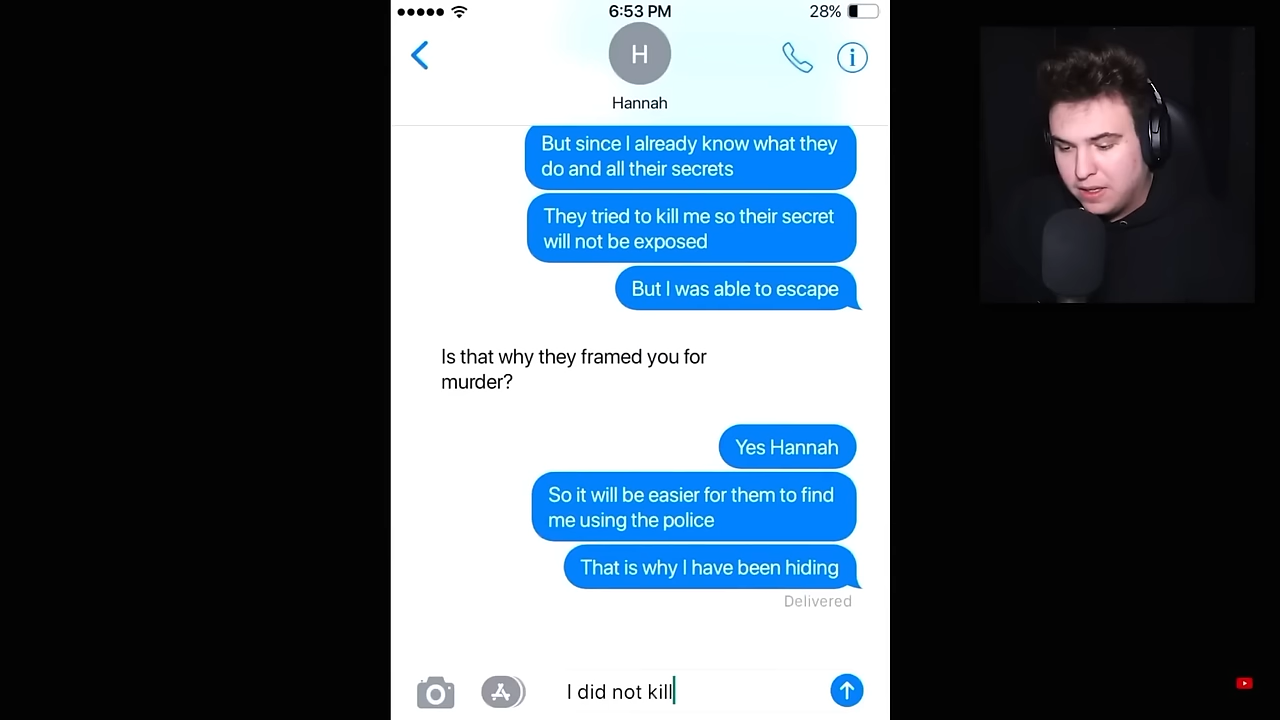 6:53 PM
28%
H
Hannah
But since I already know what they
do and all their secrets
They tried to kill me so their secret
will not be exposed
But I was able to escape
Is that why they framed you for
murder?
Yes Hannah
So it will be easier for them to find
me using the police
That is why I have been hiding
Delivered
I did not kill